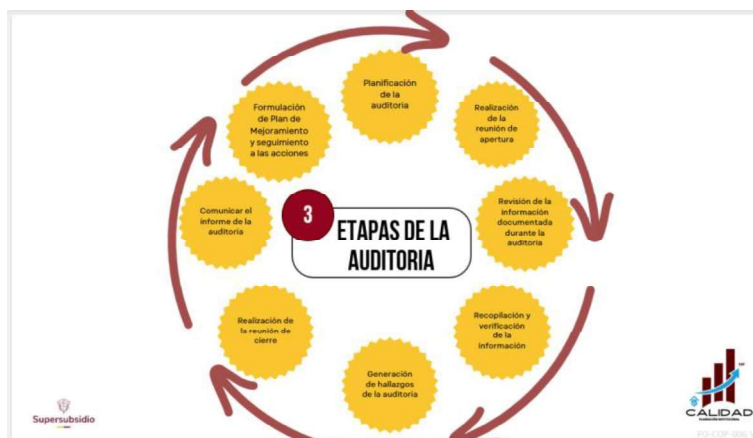 Planificación
de la
auditoria
Realización
de la
reunión de
apertura
Revisión de la
información
documentada
durante la
auditoria
Recopilación y
verificación
de la
información
Generación
de hallazgos
de la auditoria
Realización de
la reunión de
cierre
Comunicar el
informe de la
auditoria
Formulación
de Plan de
Mejoramiento
y seguimiento
a las acciones
3
ETAPAS DE LA
AUDITORIA
Supersubsidio
CALIDAD
PLANEACIÓN INSTITUCIONAL